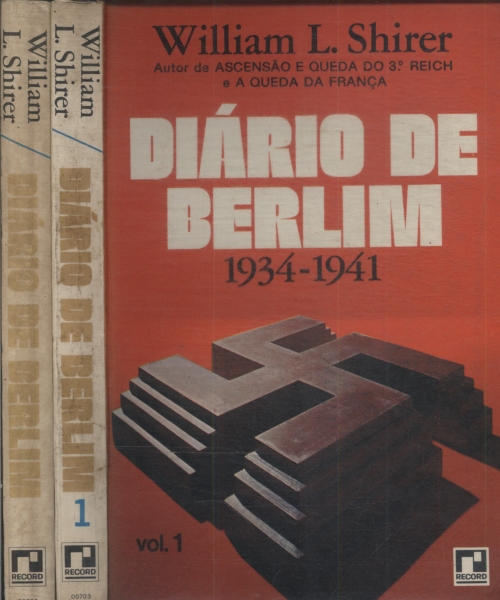 William
L. Shirer
DIÁRIO DE BERLIM
RECORD
William
L. Shirer
DIÁRIO DE BERLIM
1
RECORD
00703
William L. Shirer
Autor de ASCENSÃO E QUEDA DO 3º REICH
e A QUEDA DA FRANÇA
DIÁRIO DE
BERLIM
1934-1941
vol. 1
RECORD